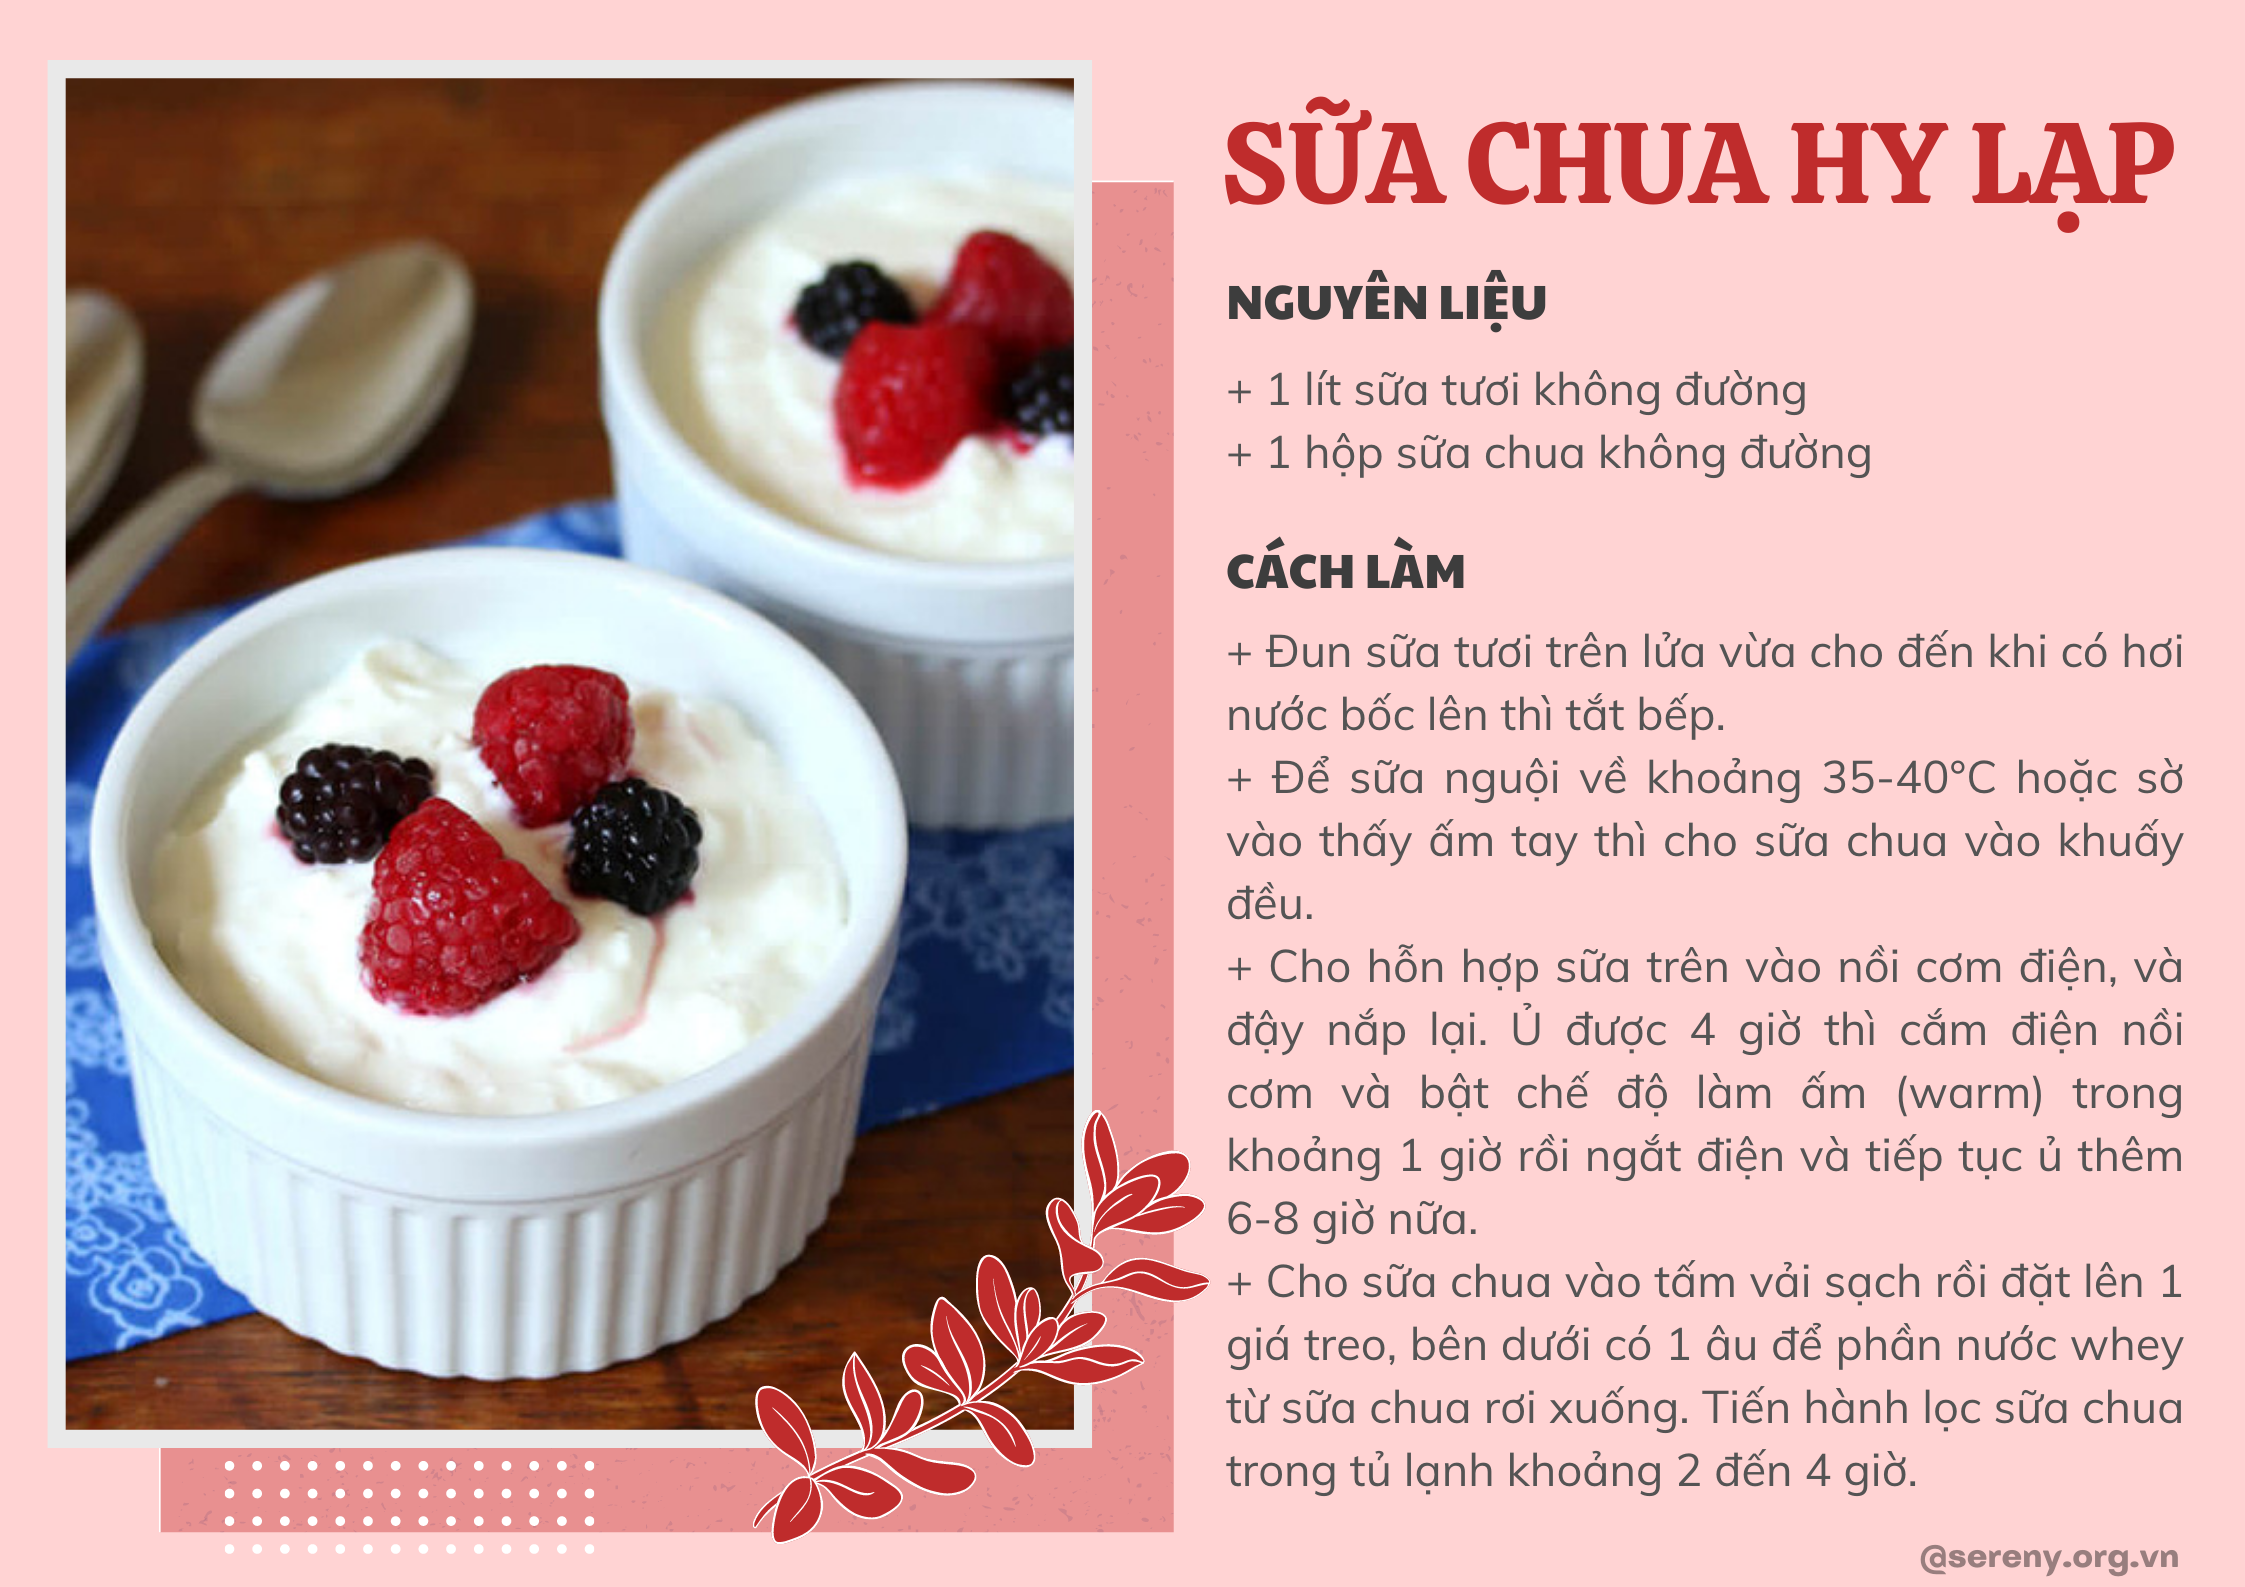 SỮA CHUA HY LẠP
NGUYÊN LIỆU
+ 1 lít sữa tươi không đường
+ 1 hộp sữa chua không đường
CÁCH LÀM
+ Đun sữa tươi trên lửa vừa cho đến khi có hơi
nước bốc lên thì tắt bếp.
+ Để sữa nguội về khoảng 35-40°C hoặc sờ
vào thấy ấm tay thì cho sữa chua vào khuấy
đều.
+ Cho hỗn hợp sữa trên vào nồi cơm điện, và
đậy nắp lại. Ủ được 4 giờ thì cắm điện nồi
cơm và bật chế độ làm ấm (warm) trong
khoảng 1 giờ rồi ngắt điện và tiếp tục ủ thêm
6-8 giờ nữa.
+ Cho sữa chua vào tấm vải sạch rồi đặt lên 1
giá treo, bên dưới có 1 âu để phần nước whey
từ sữa chua rơi xuống. Tiến hành lọc sữa chua
trong tủ lạnh khoảng 2 đến 4 giờ.
@sereny.org.vn